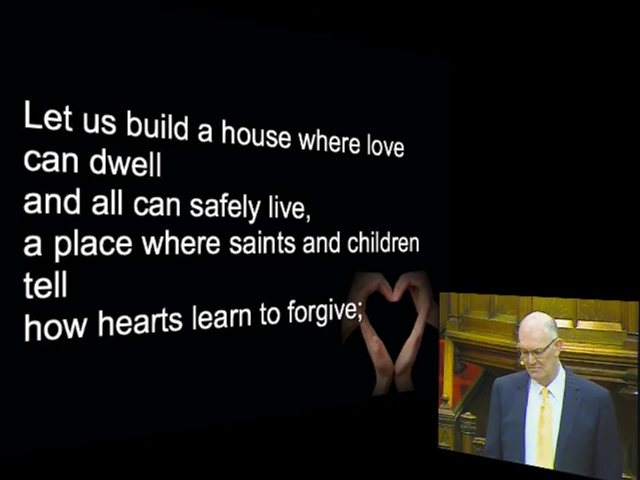 Let us build a house where love
can dwell
and all can safely live,
a place where saints and children
tell
how hearts learn to forgive;